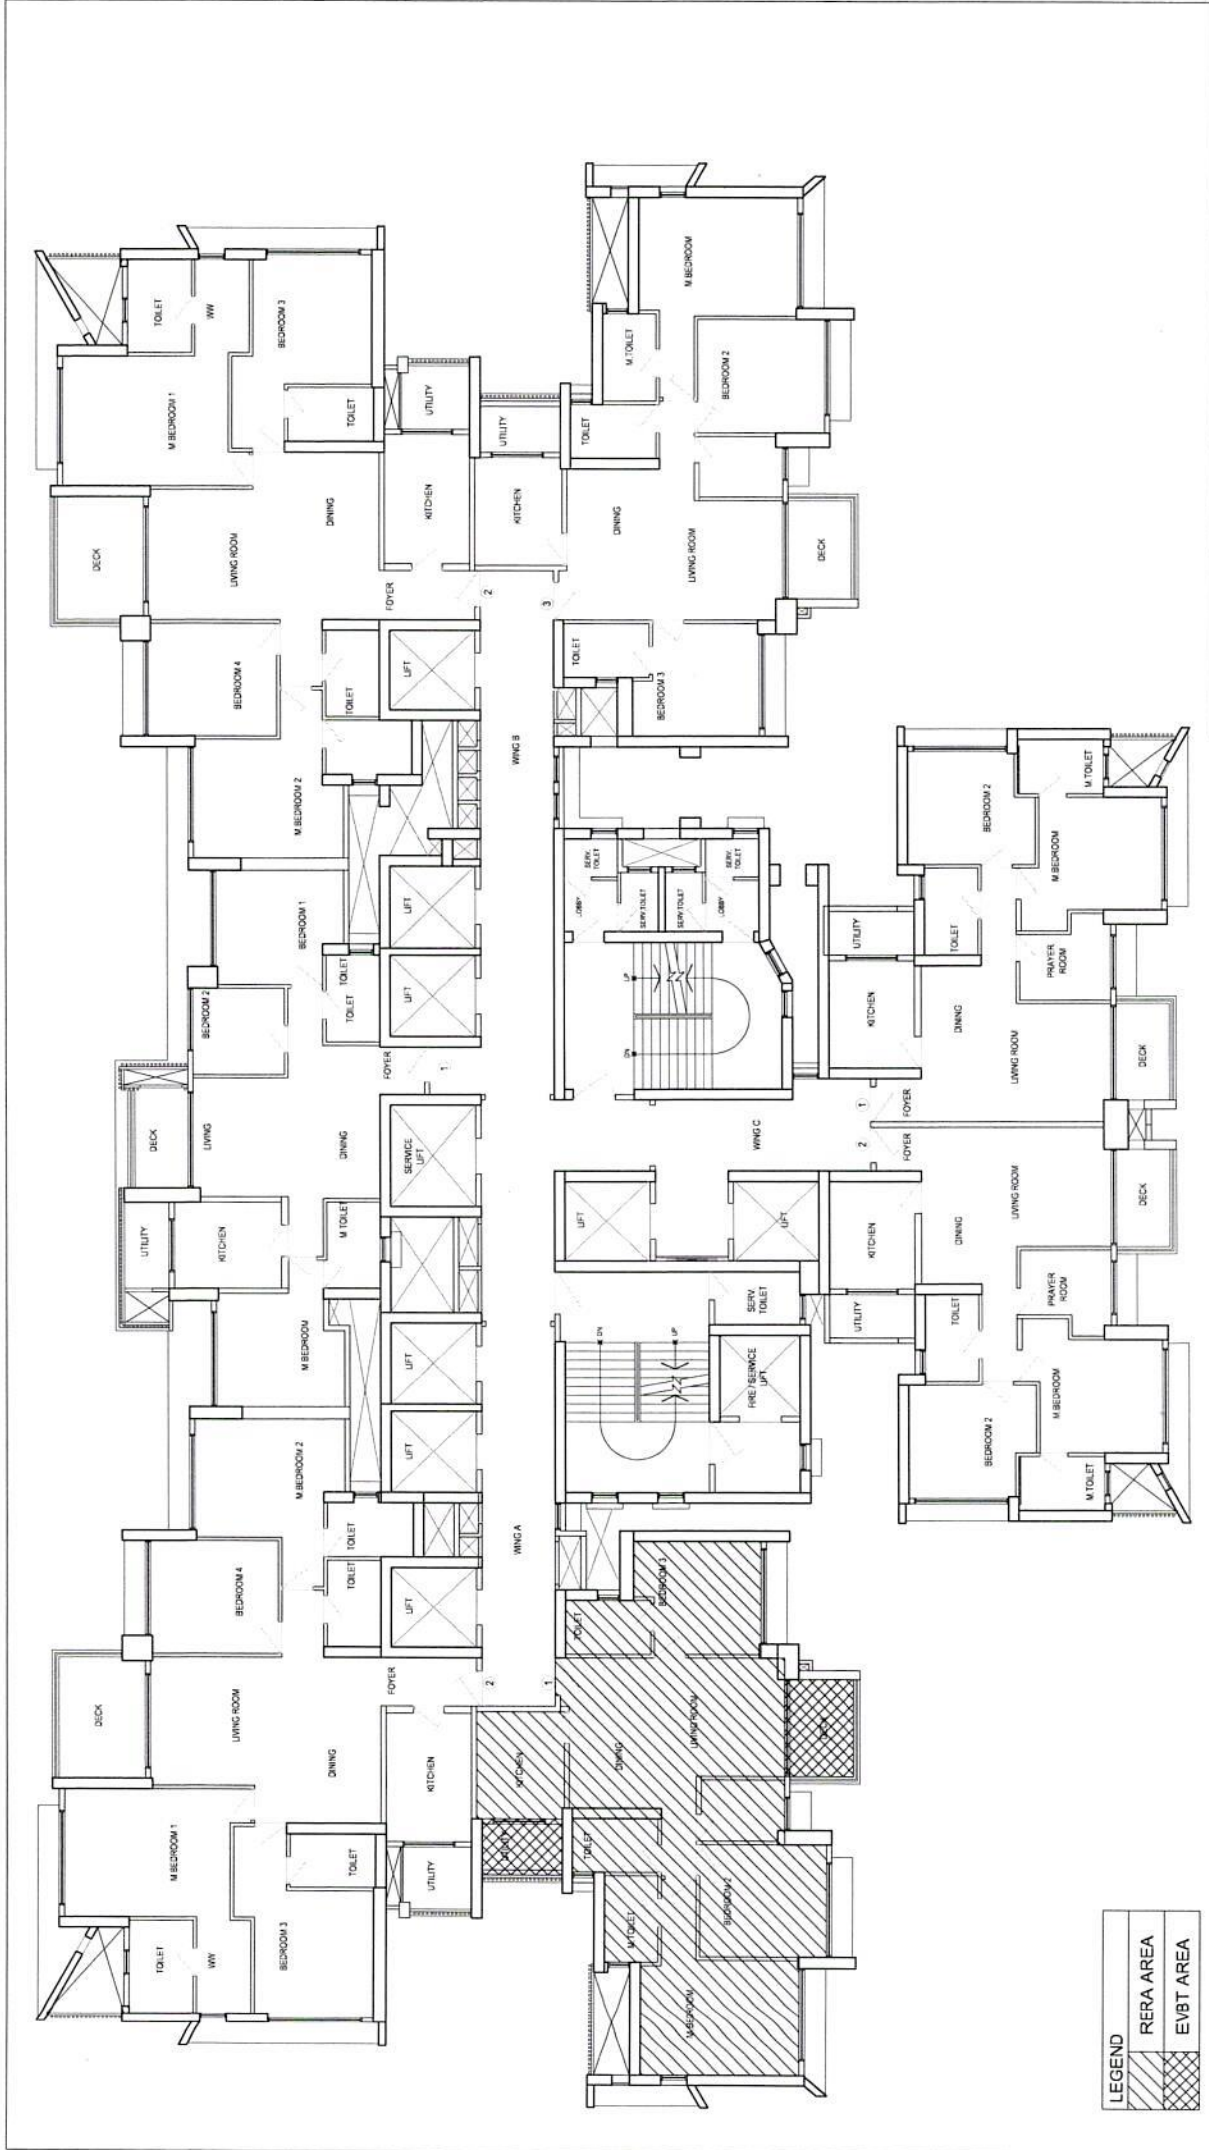 DECK
DECK
UTILITY
DECK
TOILET
TOILET
M.BEDROOM 1
M.BEDROOM 1
WW
LIVING
BEDROOM 2
WW
KITCHEN
LIVING ROOM
BEDROOM 4
BEDROOM 4
LIVING ROOM
BEDROOM 3
BEDROOM 3
M.BEDROOM 2
M.BEDROOM
BEDROOM 1
M.BEDROOM 2
DINING
DINING
M.TOILET
DINING
TOILET
TOILET
TOILET
TOILET
TOILET
TOILET
TOILET
FOYER
FOYER
FOYER
LIFT
LIFT
LIFT
SERVICE
LIFT
LIFT
LIFT
LIFT
UTILITY
KITCHEN
KITCHEN
UTILITY
1
2
2
UTILITY
KITCHEN
WING A
WING B
KITCHEN
UTILITY
1
3
TOILET
TOILET
LIFT
LOBBY
SERV. TOILET
TOILET
TOILET
DN
UP
DINING
DINING
M.TOILET
SERV.TOILET
M.TOILET
BEDROOM 3
DN
UP
BEDROOM 3
UP
SERV.TOILET
M.BEDROOM
LIVING ROOM
LIVING ROOM
M.BEDROOM
BEDROOM 2
LOBBY
SERV. TOILET
BEDROOM 2
FIRE / SERVICE
LIFT
SERV.
TOILET
WING C
LIFT
DECK
DECK
UTILITY
UTILITY
2
1
KITCHEN
KITCHEN
FOYER
FOYER
TOILET
DINING
DINING
TOILET
BEDROOM 2
BEDROOM 2
LIVING ROOM
LIVING ROOM
M.BEDROOM
PRAYER
ROOM
PRAYER
ROOM
M.BEDROOM
M.TOILET
M.TOILET
DECK
DECK
LEGEND
RERA AREA
EVBT AREA